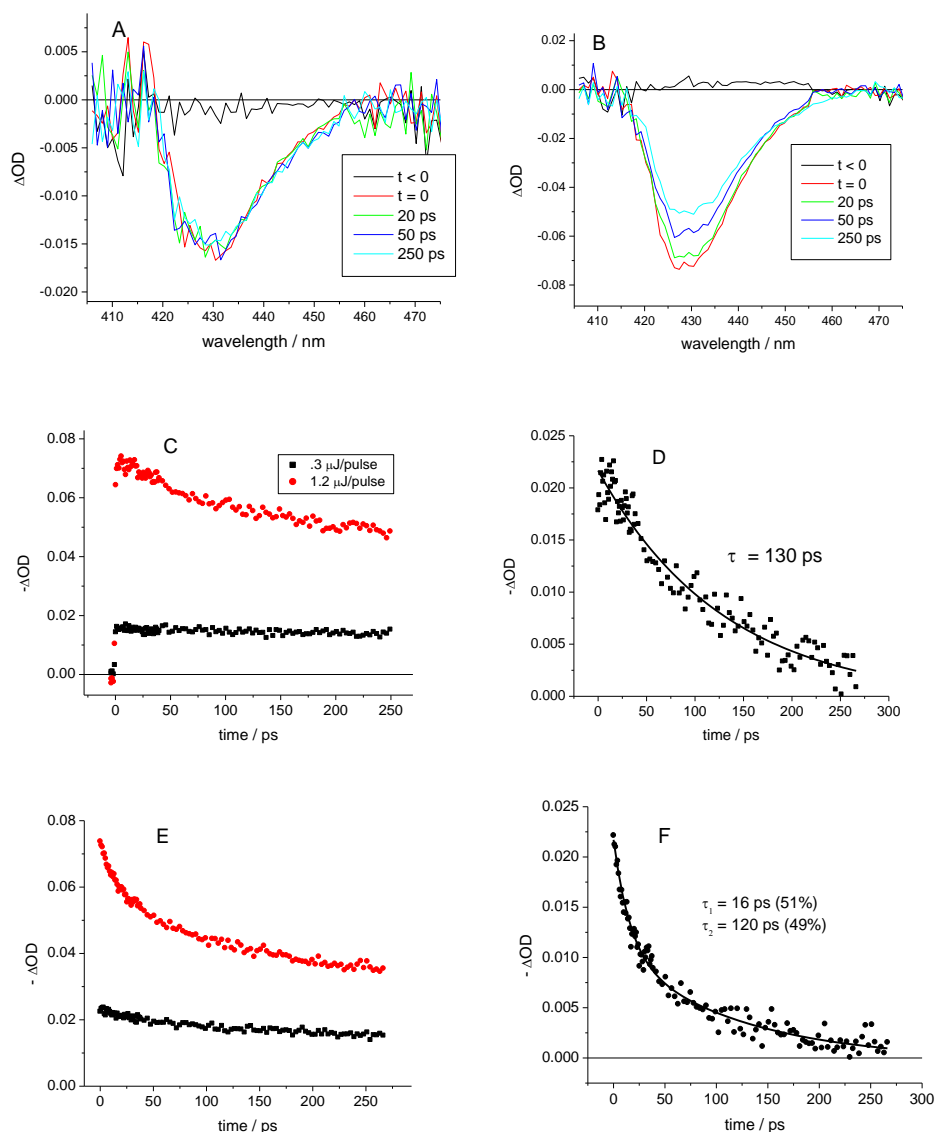 A
0.005
0.000
-0.005
-0.010
-0.015
-0.020
ΔOD
t < 0
t = 0
20 ps
50 ps
250 ps
410 420 430 440 450 460 470
wavelength / nm
B
0.02
0.00
-0.02
-0.04
-0.06
-0.08
ΔOD
t < 0
t = 0
20 ps
50 ps
250 ps
410 420 430 440 450 460 470
wavelength / nm
C
0.08
0.06
0.04
0.02
0.00
-ΔOD
.3 μJ/pulse
1.2 μJ/pulse
0 50 100 150 200 250
time / ps
D
0.025
0.020
0.015
0.010
0.005
0.000
-ΔOD
τ = 130 ps
0 50 100 150 200 250 300
time / ps
E
0.08
0.06
0.04
0.02
0.00
- ΔOD
0 50 100 150 200 250
time / ps
F
0.025
0.020
0.015
0.010
0.005
0.000
- ΔOD
τ1 = 16 ps (51%)
τ2 = 120 ps (49%)
0 50 100 150 200 250 300
time / ps